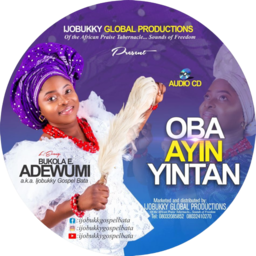 IJOBUKKY GLOBAL PRODUCTIONS
Of the African Praise Tabernacle... Sounds of Freedom
Present
AUDIO CD
OBA
AYIN
YINTAN
BUKOLA E.
ADEWUMI
a.k.a. Ijobukky Gospel Bata
ijobukkygospelbata
ijobukkygospelbata
ijobukkygospelbata
Marketed and distributed by
IJOBUKKY GLOBAL PRODUCTIONS